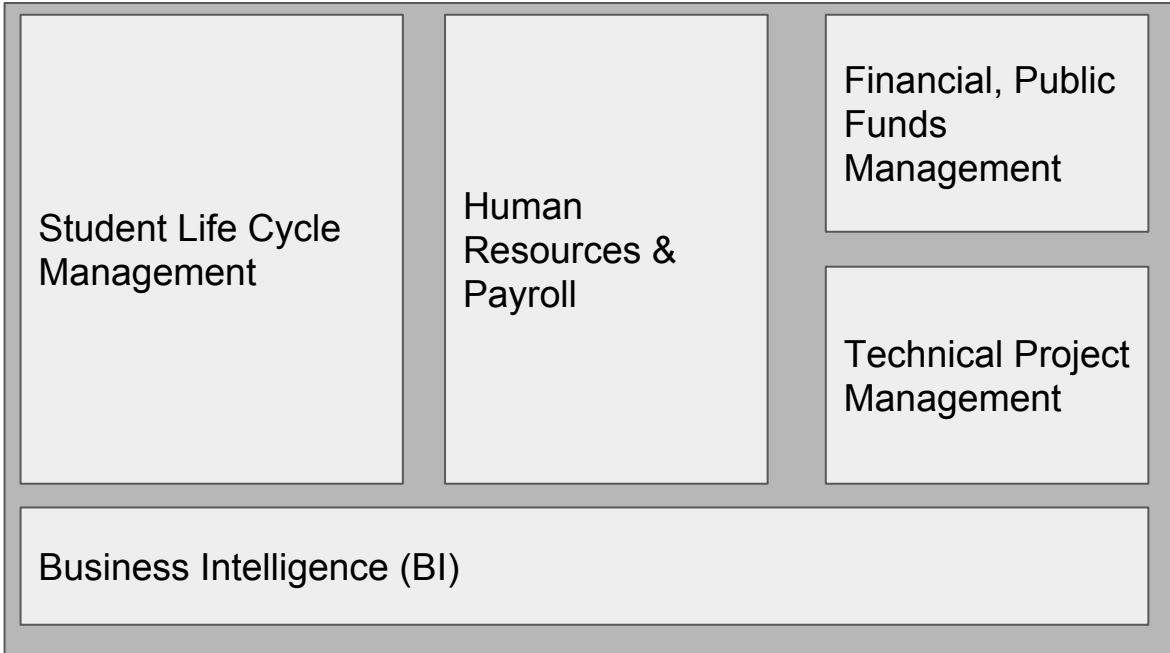 Student Life Cycle
Management
Human
Resources &
Payroll
Financial, Public
Funds
Management
Technical Project
Management
Business Intelligence (BI)